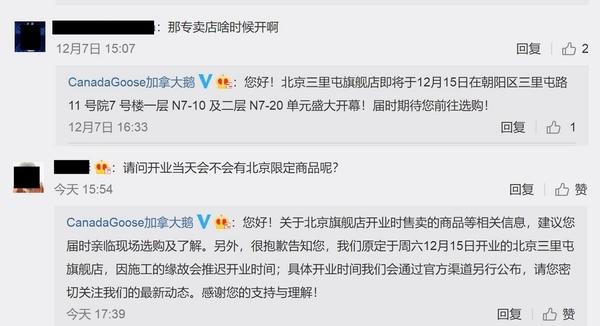 ：那专卖店啥时候开啊
12月7日 15:07
回复 2
CanadaGoose加拿大鹅：您好！北京三里屯旗舰店即将于12月15日在朝阳区三里屯路
11 号院7 号楼一层 N7-10 及二层 N7-20 单元盛大开幕！届时期待您前往选购！
12月7日 16:33
回复 1
：请问开业当天会不会有北京限定商品呢？
今天 15:54
回复 赞
CanadaGoose加拿大鹅：您好！关于北京旗舰店开业时售卖的商品等相关信息，建议您
届时亲临现场选购及了解。另外，很抱歉告知您，我们原定于周六12月15日开业的北京三里屯
旗舰店，因施工的缘故会推迟开业时间；具体开业时间我们会通过官方渠道另行公布，请您密
切关注我们的最新动态。感谢您的支持与理解！
今天 17:39
回复 赞